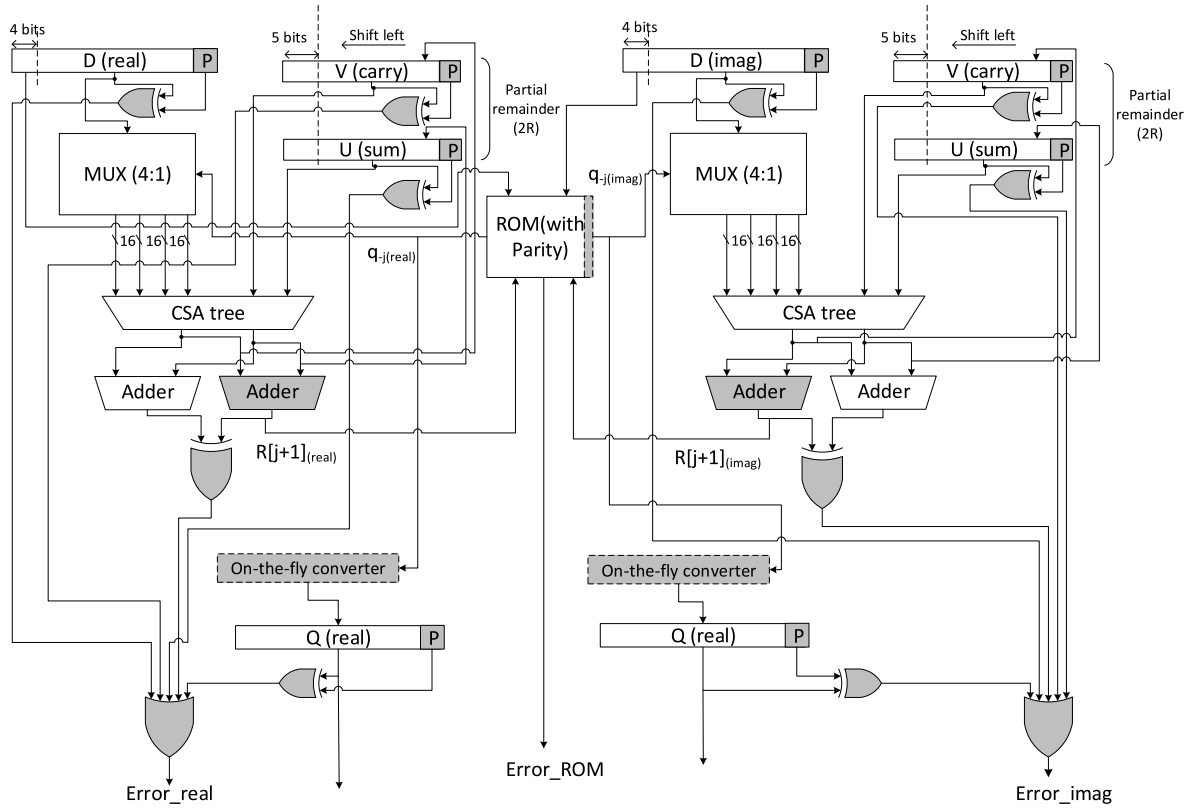 4 bits
D (real) P
5 bits
Shift left
V (carry) P
U (sum) P
Partial
remainder
(2R)
MUX (4:1)
16 16 16
q-j(real)
CSA tree
Adder
Adder
R[j+1](real)
ROM(with
Parity)
4 bits
D (imag) P
5 bits
Shift left
V (carry) P
U (sum) P
Partial
remainder
(2R)
q-j(imag)
MUX (4:1)
16 16 16
CSA tree
Adder
Adder
R[j+1](imag)
On-the-fly converter
Q (real) P
On-the-fly converter
Q (real) P
Error_real
Error_ROM
Error_imag